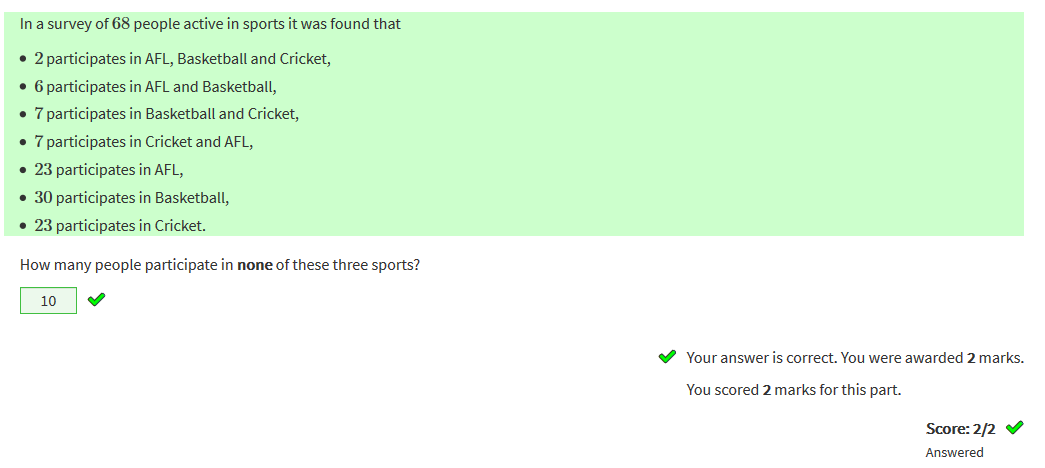 In a survey of 68 people active in sports it was found that
• 2 participates in AFL, Basketball and Cricket,
• 6 participates in AFL and Basketball,
• 7 participates in Basketball and Cricket,
• 7 participates in Cricket and AFL,
• 23 participates in AFL,
• 30 participates in Basketball,
• 23 participates in Cricket.
How many people participate in none of these three sports?
10
Your answer is correct. You were awarded 2 marks.
You scored 2 marks for this part.
Score: 2/2
Answered